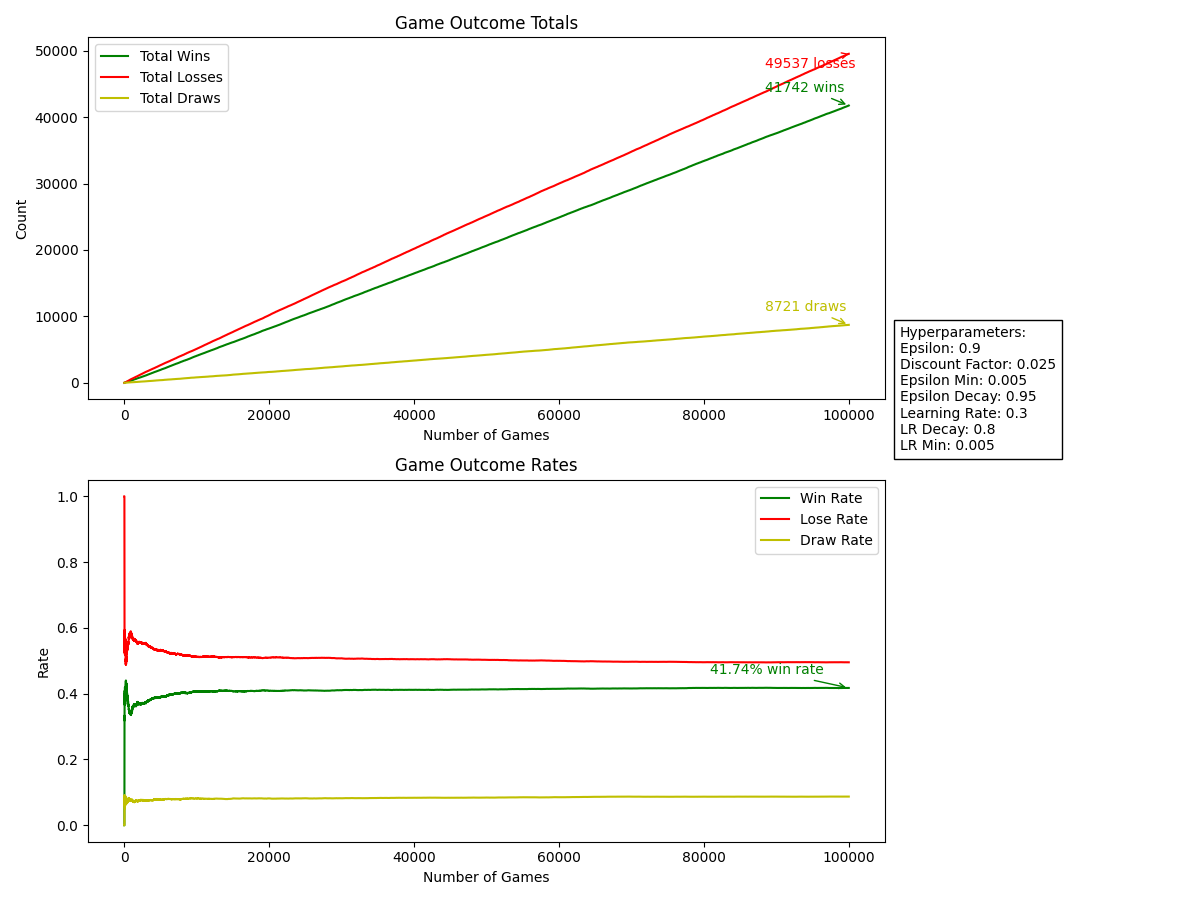 Game Outcome Totals
50000
40000
30000
20000
10000
0
Count
Total Wins
Total Losses
Total Draws
49537 losses
41742 wins
8721 draws
0
20000
40000
60000
80000
100000
Number of Games
Hyperparameters:
Epsilon: 0.9
Discount Factor: 0.025
Epsilon Min: 0.005
Epsilon Decay: 0.95
Learning Rate: 0.3
LR Decay: 0.8
LR Min: 0.005
Game Outcome Rates
1.0
0.8
0.6
0.4
0.2
0.0
Rate
Win Rate
Lose Rate
Draw Rate
41.74% win rate
0
20000
40000
60000
80000
100000
Number of Games